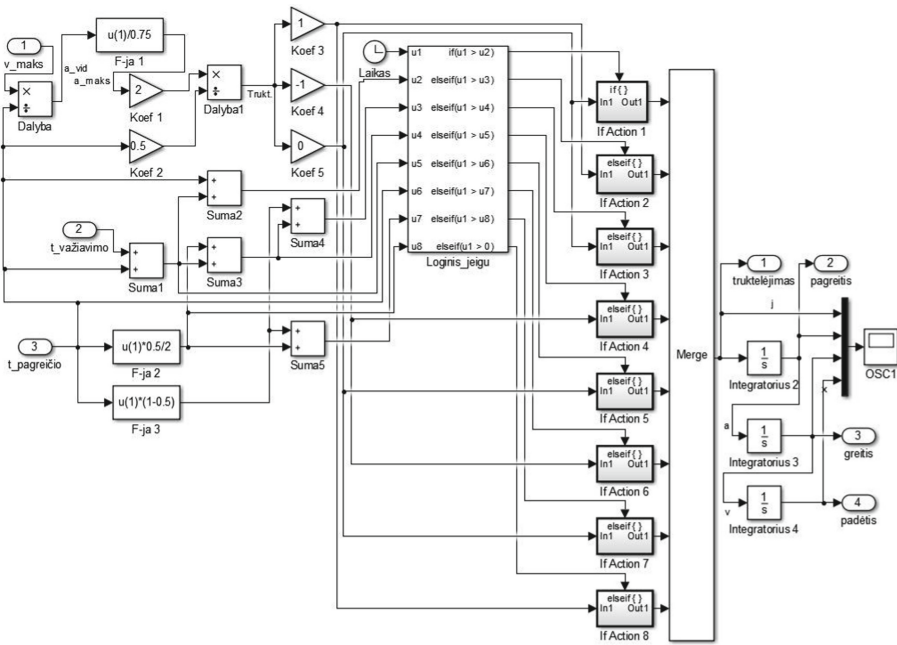 1
v_maks
×
÷
Dalyba
a_vid
u(1)/0.75
F-ja 1
a_maks
2
Koef 1
0.5
Koef 2
×
÷
Dalyba1
Trukt.
1
Koef 3
-1
Koef 4
0
Koef 5
2
t_važiavimo
+
+
Suma1
+
+
Suma2
+
+
Suma3
+
+
Suma4
+
+
Suma5
3
t_pagreičio
u(1)*0.5/2
F-ja 2
u(1)*(1-0.5)
F-ja 3
Laikas
u1 if(u1 > u2)
u2 elseif(u1 > u3)
u3 elseif(u1 > u4)
u4 elseif(u1 > u5)
u5 elseif(u1 > u6)
u6 elseif(u1 > u7)
u7 elseif(u1 > u8)
u8 elseif(u1 > 0)
Loginis_jeigu
if{ }
In1 Out1
If Action 1
elseif{ }
In1 Out1
If Action 2
elseif{ }
In1 Out1
If Action 3
elseif{ }
In1 Out1
If Action 4
elseif{ }
In1 Out1
If Action 5
elseif{ }
In1 Out1
If Action 6
elseif{ }
In1 Out1
If Action 7
elseif{ }
In1 Out1
If Action 8
Merge
1
truktelėjimas
2
pagreitis
j
1
s
Integratorius 2
a
1
s
Integratorius 3
v
1
s
Integratorius 4
x
OSC1
3
greitis
4
padėtis